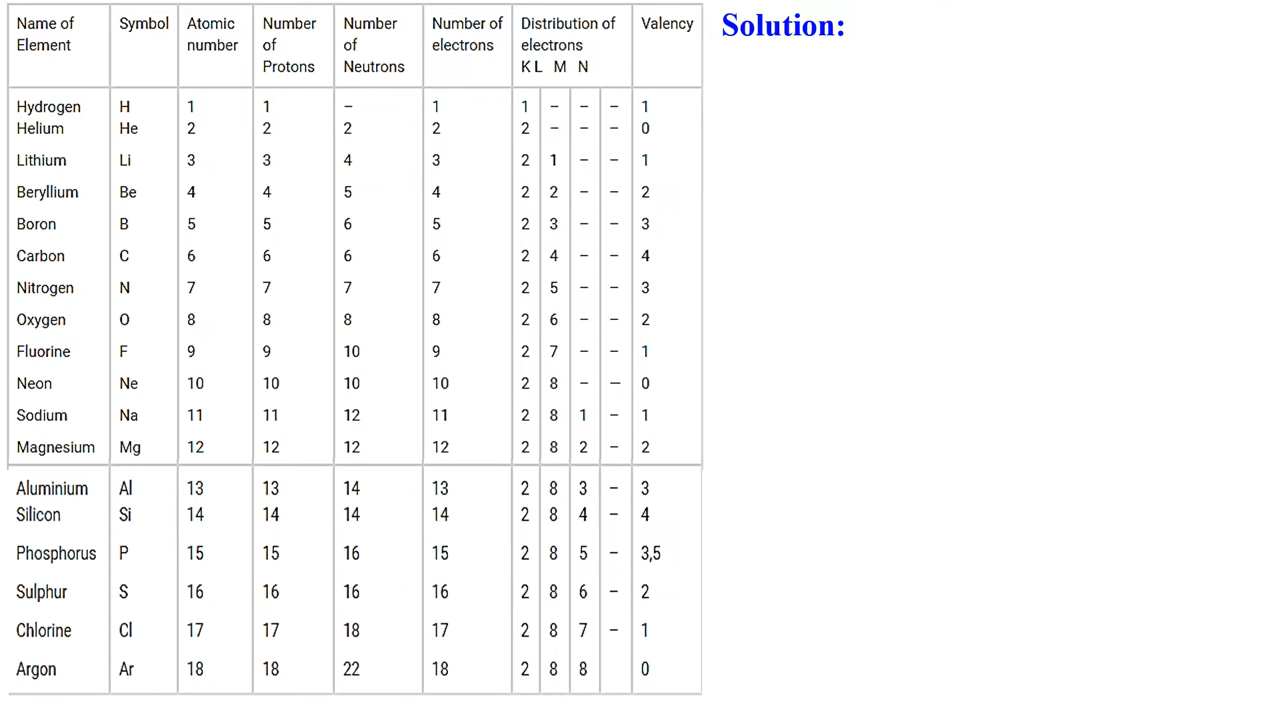 Name of Element Symbol Atomic number Number of Protons Number of Neutrons Number of electrons Distribution of electrons K L M N Valency Solution:
Hydrogen H 1 1 – 1 1 – – – 1
Helium He 2 2 2 2 2 – – – 0
Lithium Li 3 3 4 3 2 1 – – 1
Beryllium Be 4 4 5 4 2 2 – – 2
Boron B 5 5 6 5 2 3 – – 3
Carbon C 6 6 6 6 2 4 – – 4
Nitrogen N 7 7 7 7 2 5 – – 3
Oxygen O 8 8 8 8 2 6 – – 2
Fluorine F 9 9 10 9 2 7 – – 1
Neon Ne 10 10 10 10 2 8 – — 0
Sodium Na 11 11 12 11 2 8 1 – 1
Magnesium Mg 12 12 12 12 2 8 2 – 2
Aluminium Al 13 13 14 13 2 8 3 – 3
Silicon Si 14 14 14 14 2 8 4 – 4
Phosphorus P 15 15 16 15 2 8 5 – 3,5
Sulphur S 16 16 16 16 2 8 6 – 2
Chlorine Cl 17 17 18 17 2 8 7 – 1
Argon Ar 18 18 22 18 2 8 8 0